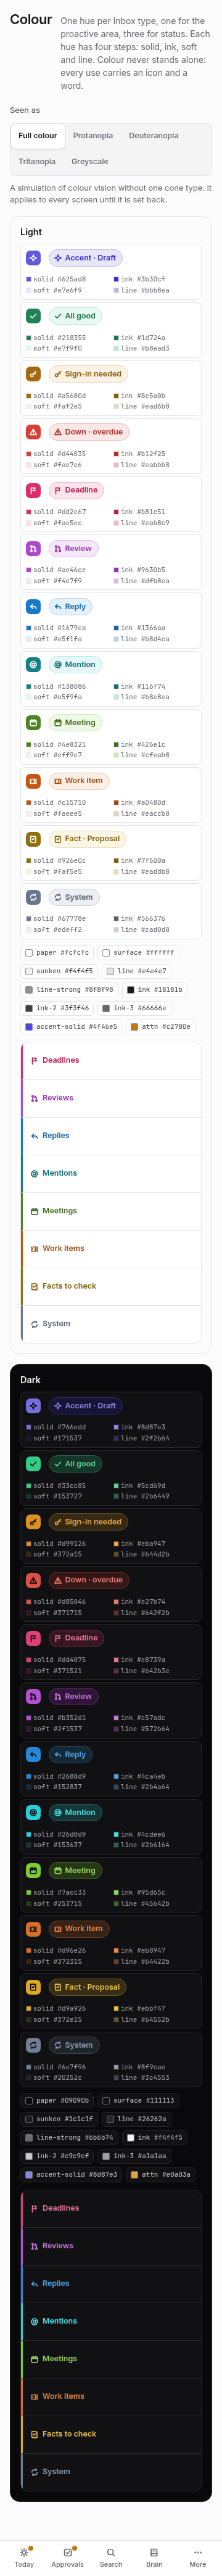 Colour
One hue per Inbox type, one for the
proactive area, three for status. Each
hue has four steps: solid, ink, soft
and line. Colour never stands alone:
every use carries an icon and a
word.
Seen as
Full colour Protanopia Deuteranopia
Tritanopia Greyscale
A simulation of colour vision without one cone type. It
applies to every screen until it is set back.
Light
Accent · Draft
solid #625ad8 ink #3b30cf
soft #e7e6f9 line #bbb8ea
All good
solid #218355 ink #1d724a
soft #e7f9f0 line #b8ead3
Sign-in needed
solid #a5680d ink #8e5a0b
soft #faf2e5 line #ead6b8
Down · overdue
solid #d44035 ink #b12f25
soft #fae7e6 line #eabbb8
Deadline
solid #dd2c67 ink #b81e51
soft #fae5ec line #eab8c9
Review
solid #ae46ce ink #9630b5
soft #f4e7f9 line #dfb8ea
Reply
solid #1679ca ink #1366aa
soft #e5f1fa line #b8d4ea
Mention
solid #138086 ink #116f74
soft #e5f9fa line #b8e8ea
Meeting
solid #4e8321 ink #426e1c
soft #eff9e7 line #cfeab8
Work item
solid #c15710 ink #a0480d
soft #faeee5 line #eaccb8
Fact · Proposal
solid #926e0c ink #7f600a
soft #faf5e5 line #eaddb8
System
solid #67778e ink #566376
soft #edeff2 line #cad0d8
paper #fcfcfc surface #ffffff
sunken #f4f4f5 line #e4e4e7
line-strong #8f8f98 ink #18181b
ink-2 #3f3f46 ink-3 #66666e
accent-solid #4f46e5 attn #c2780e
Deadlines
Reviews
Replies
Mentions
Meetings
Work items
Facts to check
System
Dark
Accent · Draft
solid #766edd ink #8d87e3
soft #171537 line #2f2b64
All good
solid #33cc85 ink #5cd69d
soft #153727 line #2b6449
Sign-in needed
solid #d99126 ink #eba947
soft #372a15 line #644d2b
Down · overdue
solid #d85046 ink #e27b74
soft #371715 line #642f2b
Deadline
solid #dd4075 ink #e8739a
soft #371521 line #642b3e
Review
solid #b352d1 ink #c57adc
soft #2f1537 line #572b64
Reply
solid #2688d9 ink #4ca4eb
soft #152837 line #2b4a64
Mention
solid #26d0d9 ink #4cdee6
soft #153637 line #2b6164
Meeting
solid #7acc33 ink #95d65c
soft #253715 line #45642b
Work item
solid #d96e26 ink #eb8947
soft #372315 line #64422b
Fact · Proposal
solid #d9a926 ink #ebbf47
soft #372e15 line #64552b
System
solid #6e7f96 ink #8f9cae
soft #20252c line #3c4553
paper #09090b surface #111113
sunken #1c1c1f line #26262a
line-strong #6b6b74 ink #f4f4f5
ink-2 #c9c9cf ink-3 #a1a1aa
accent-solid #8d87e3 attn #e0a03a
Deadlines
Reviews
Replies
Mentions
Meetings
Work items
Facts to check
System
Today Approvals Search Brain More